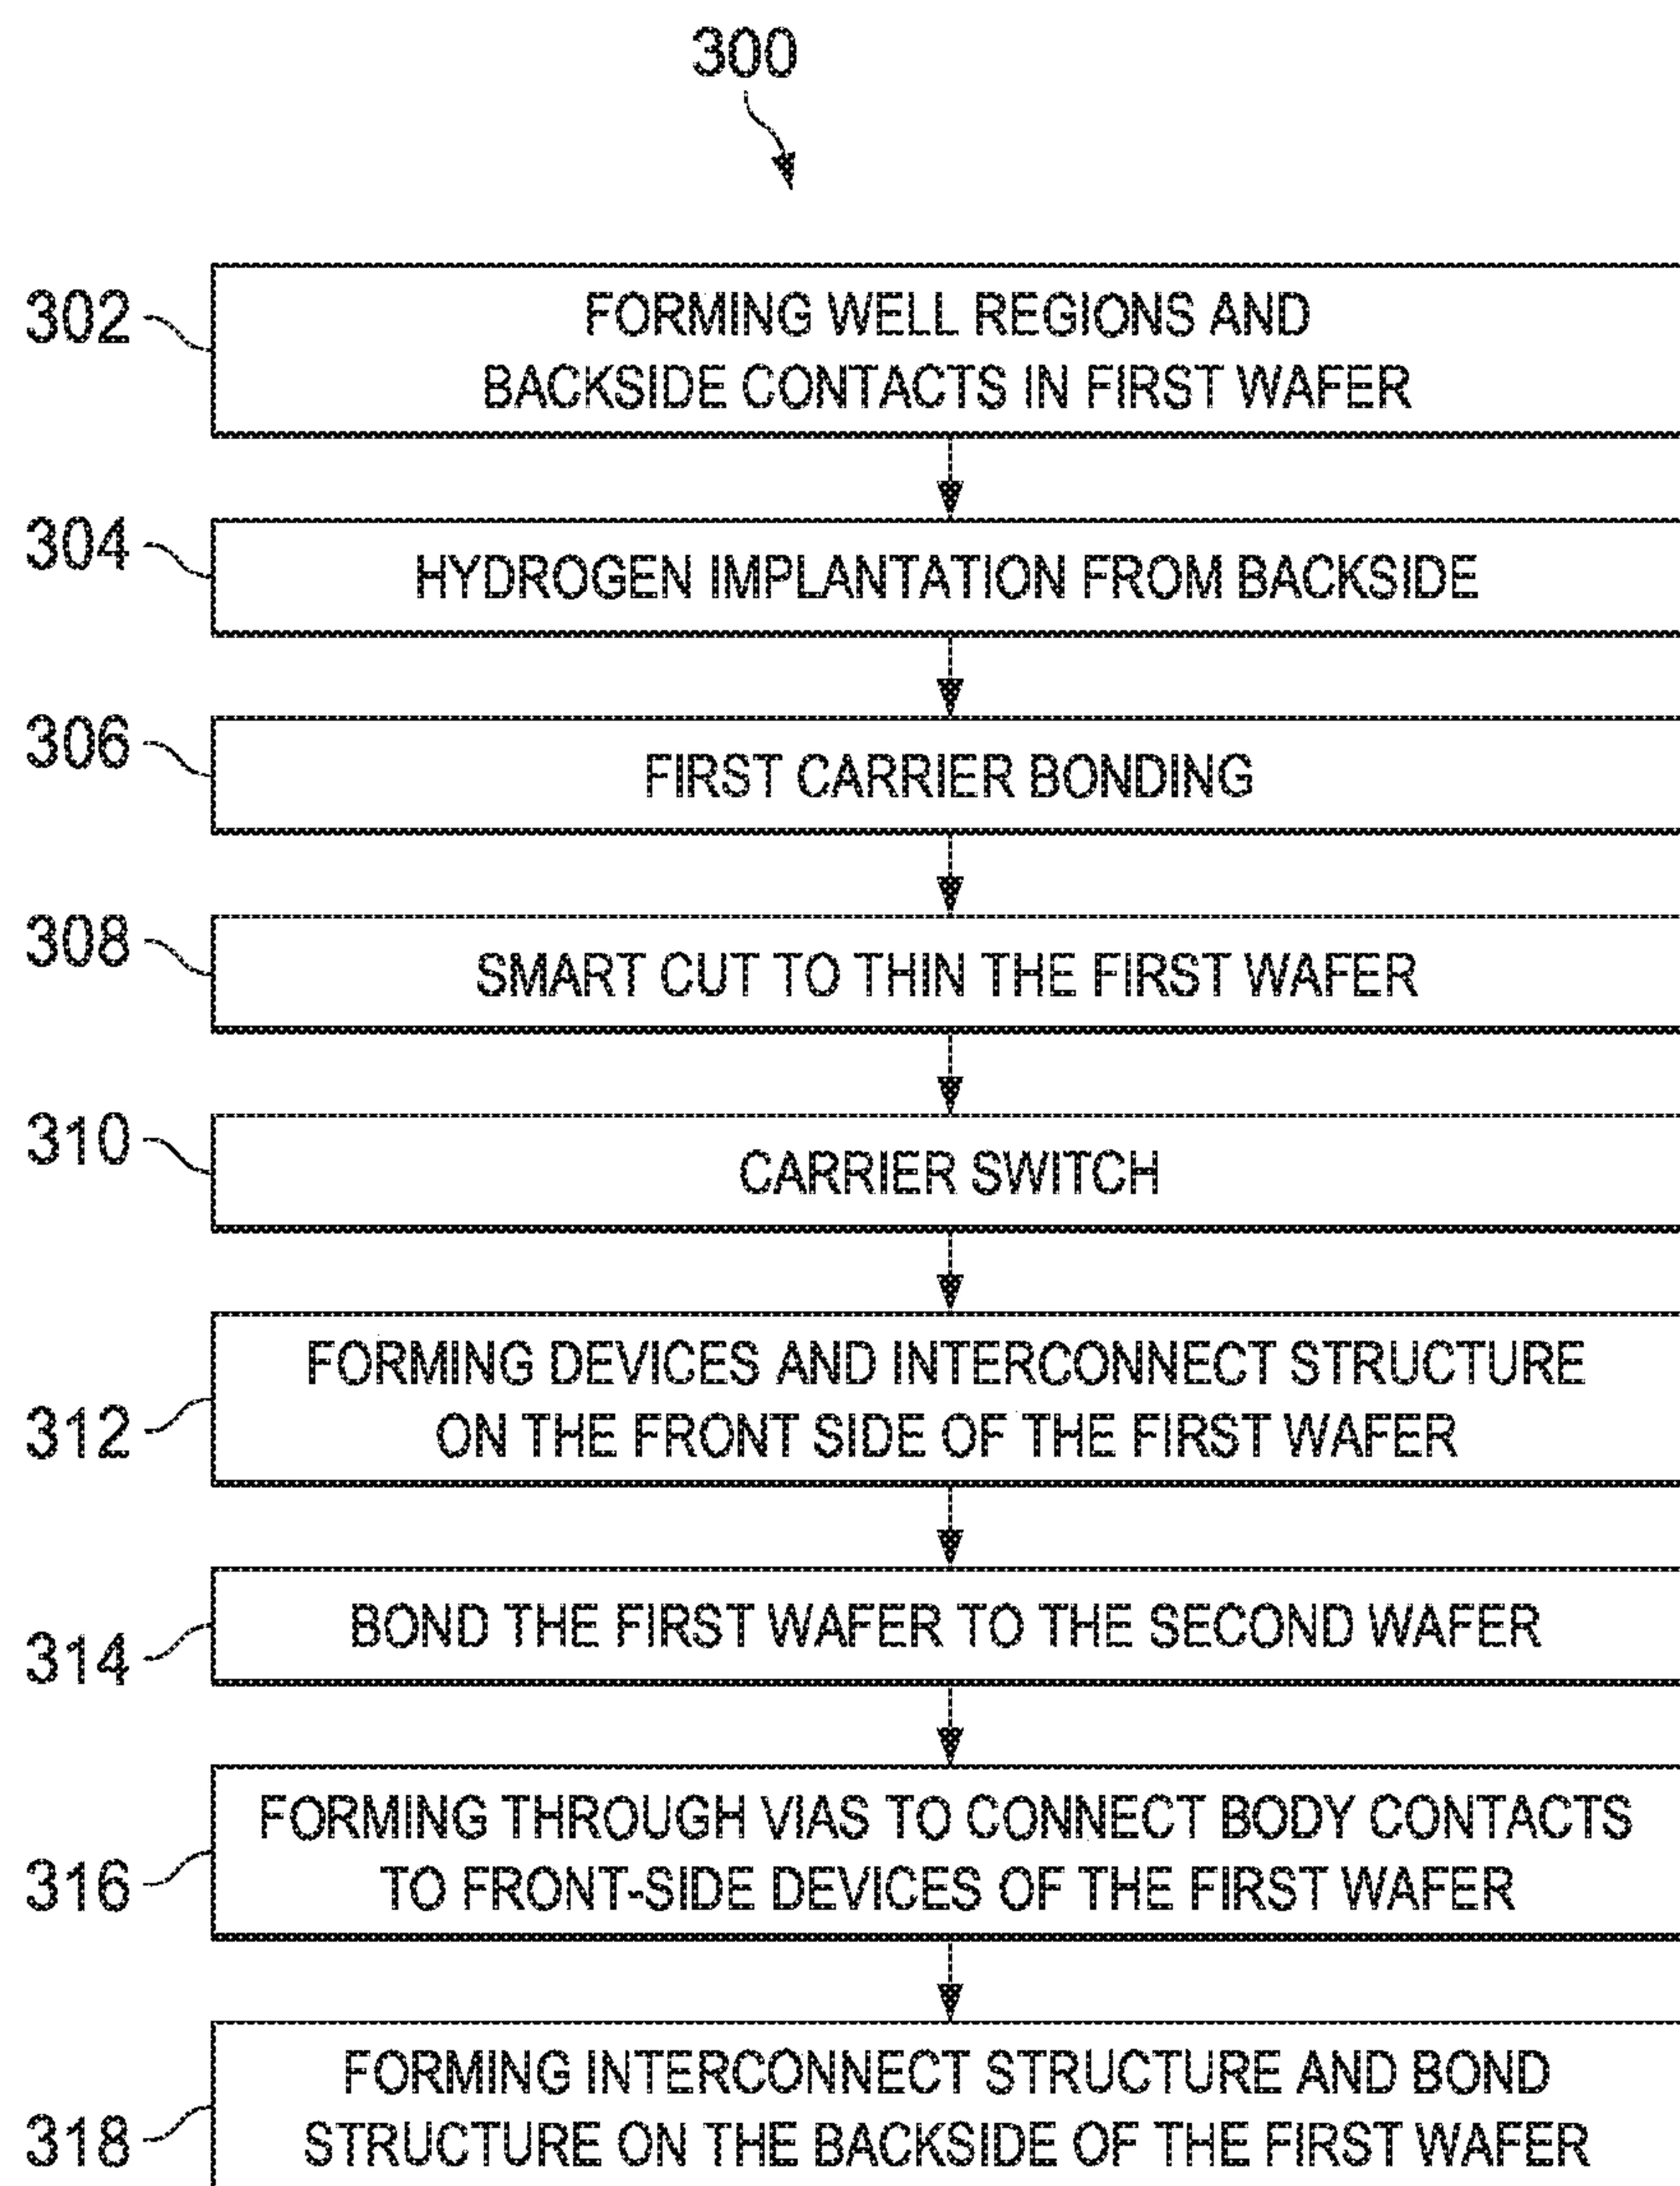 300
302
FORMING WELL REGIONS AND
BACKSIDE CONTACTS IN FIRST WAFER
304
HYDROGEN IMPLANTATION FROM BACKSIDE
306
FIRST CARRIER BONDING
308
SMART CUT TO THIN THE FIRST WAFER
310
CARRIER SWITCH
312
FORMING DEVICES AND INTERCONNECT STRUCTURE
ON THE FRONT SIDE OF THE FIRST WAFER
314
BOND THE FIRST WAFER TO THE SECOND WAFER
316
FORMING THROUGH VIAS TO CONNECT BODY CONTACTS
TO FRONT-SIDE DEVICES OF THE FIRST WAFER
318
FORMING INTERCONNECT STRUCTURE AND BOND
STRUCTURE ON THE BACKSIDE OF THE FIRST WAFER